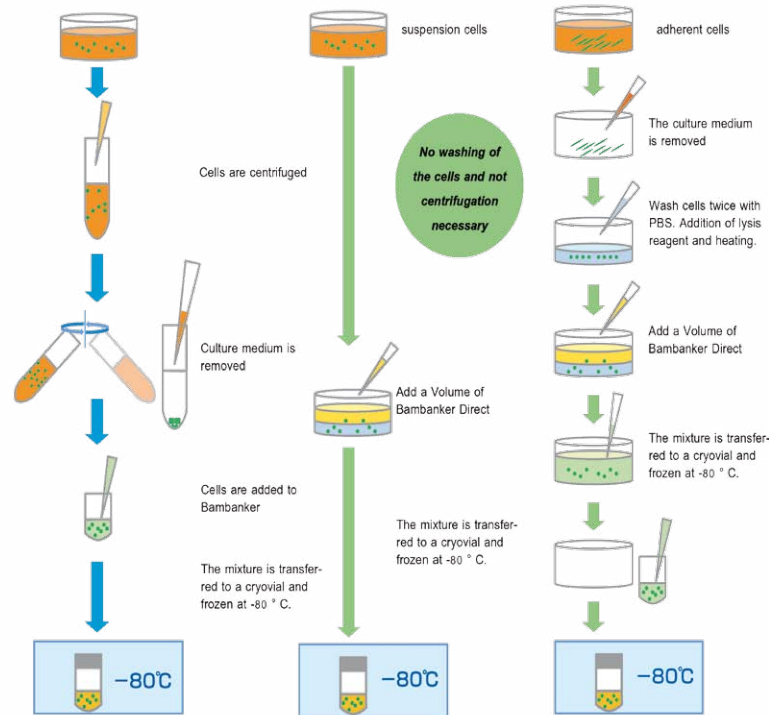 suspension cells
adherent cells
The culture medium
is removed
Cells are centrifuged
No washing of
the cells and not
centrifugation
necessary
Wash cells twice with
PBS. Addition of lysis
reagent and heating.
Culture medium is
removed
Add a Volume of
Bambanker Direct
Add a Volume of
Bambanker Direct
Cells are added to
Bambanker
The mixture is transfer-
red to a cryovial and
frozen at -80 ° C.
The mixture is transfer-
red to a cryovial and
frozen at -80 ° C.
The mixture is transfer-
red to a cryovial and
frozen at -80 ° C.
-80℃
-80℃
-80℃